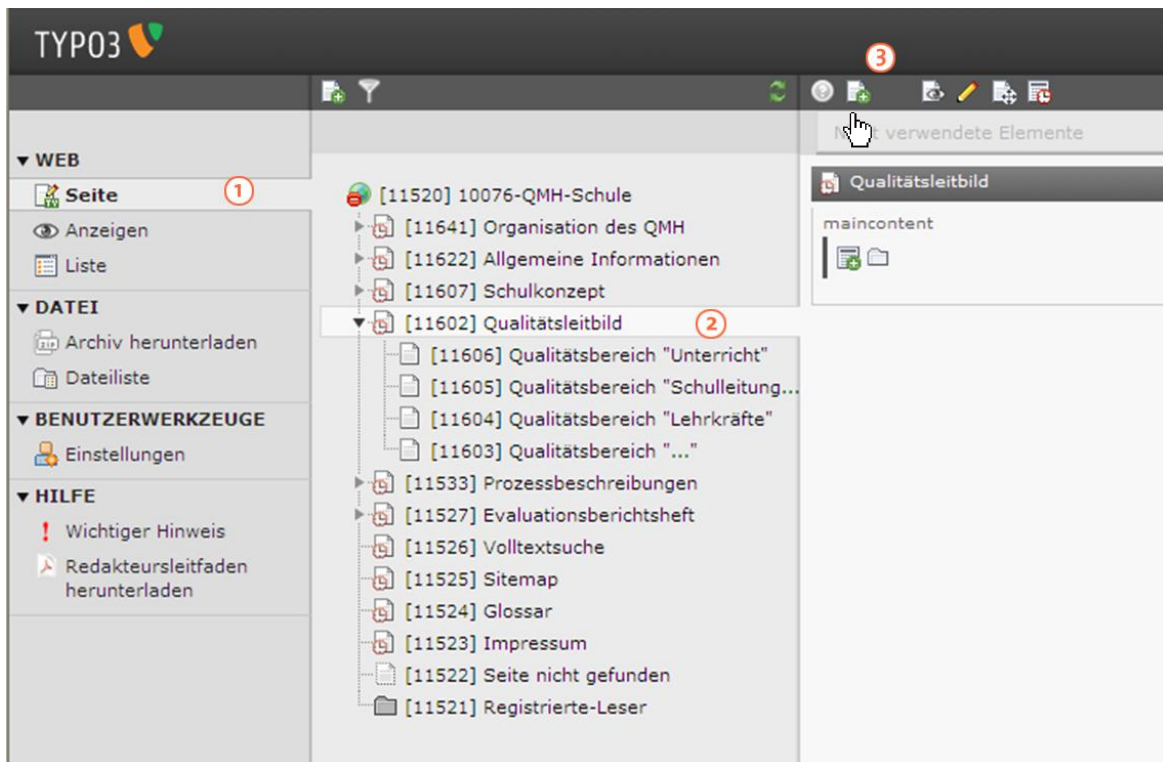 TYPO3
3
Nicht verwendete Elemente
WEB
Seite
1
Anzeigen
Liste
DATEI
Archiv herunterladen
Dateiliste
BENUTZERWERKZEUGE
Einstellungen
HILFE
Wichtiger Hinweis
Redakteursleitfaden
herunterladen
[11520] 10076-QMH-Schule
[11641] Organisation des QMH
[11622] Allgemeine Informationen
[11607] Schulkonzept
[11602] Qualitätsleitbild
2
[11606] Qualitätsbereich "Unterricht"
[11605] Qualitätsbereich "Schulleitung...
[11604] Qualitätsbereich "Lehrkräfte"
[11603] Qualitätsbereich "..."
[11533] Prozessbeschreibungen
[11527] Evaluationsberichtsheft
[11526] Volltextsuche
[11525] Sitemap
[11524] Glossar
[11523] Impressum
[11522] Seite nicht gefunden
[11521] Registrierte-Leser
Qualitätsleitbild
maincontent